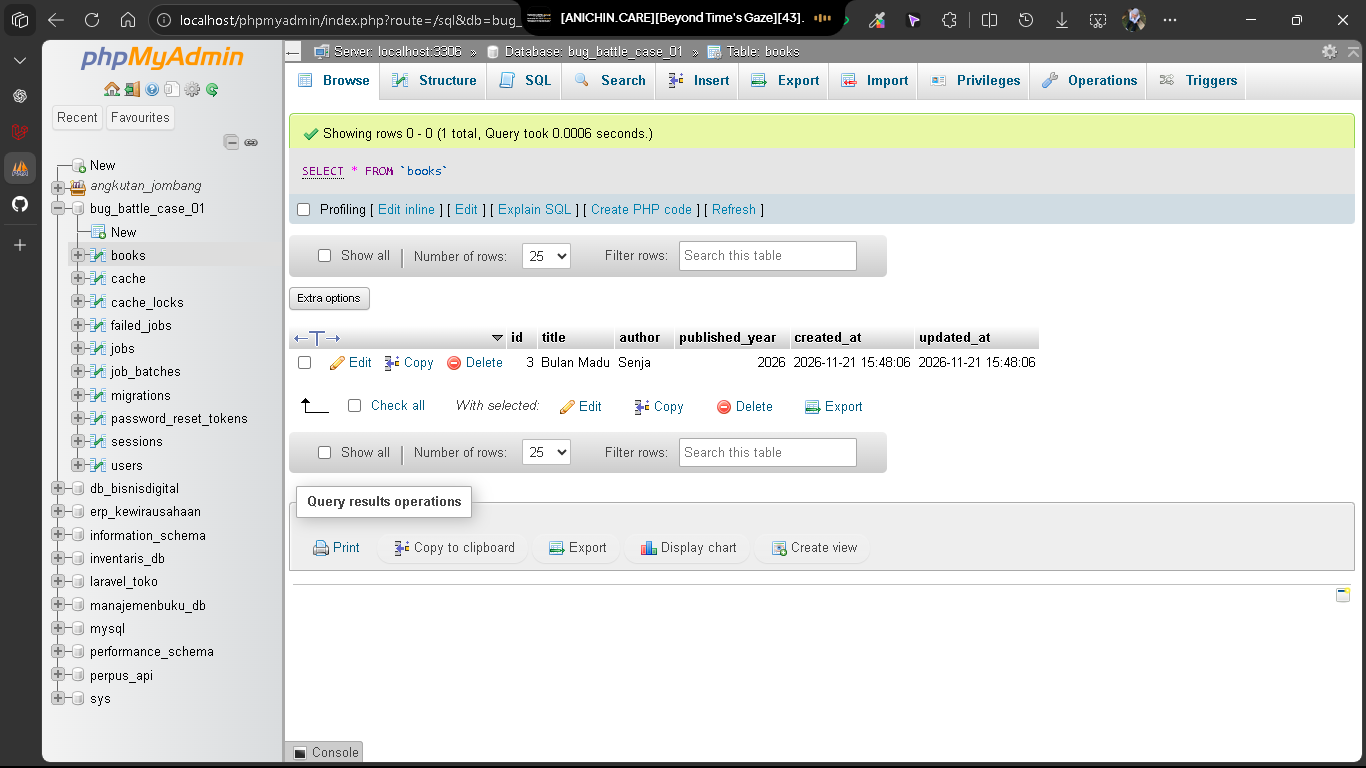 localhost/phpmyadmin/index.php?route=/sql&db=bug_
[ANICHIN.CARE][Beyond Time's Gaze][43].
phpMyAdmin
Recent Favourites
New
angkutan_jombang
bug_battle_case_01
New
books
cache
cache_locks
failed_jobs
jobs
job_batches
migrations
password_reset_tokens
sessions
users
db_bisnisdigital
erp_kewirausahaan
information_schema
inventaris_db
laravel_toko
manajemenbuku_db
mysql
performance_schema
perpus_api
sys
Server: localhost:3306 » Database: bug_battle_case_01 » Table: books
Browse Structure SQL Search Insert Export Import Privileges Operations Triggers
Showing rows 0 - 0 (1 total, Query took 0.0006 seconds.)
SELECT * FROM `books`
Profiling [ Edit inline ] [ Edit ] [ Explain SQL ] [ Create PHP code ] [ Refresh ]
Show all | Number of rows: 25 Filter rows: Search this table
Extra options
id title author published_year created_at updated_at
Edit Copy Delete 3 Bulan Madu Senja 2026 2026-11-21 15:48:06 2026-11-21 15:48:06
Check all With selected: Edit Copy Delete Export
Show all | Number of rows: 25 Filter rows: Search this table
Query results operations
Print Copy to clipboard Export Display chart Create view
Console